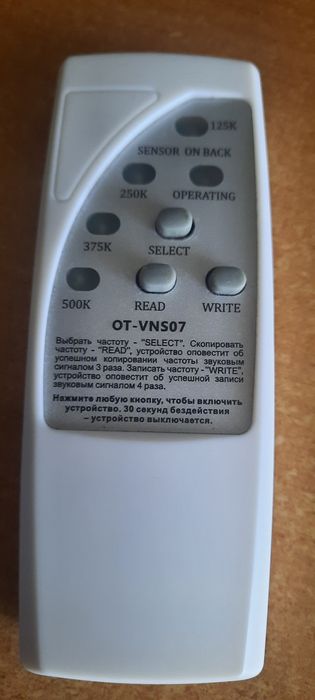 125K
SENSOR ON BACK
250K OPERATING
375K SELECT
500K READ WRITE
OT-VNS07
Выбрать частоту - "SELECT". Скопировать
частоту - "READ", устройство оповестит об
успешном копировании частоты звуковым
сигналом 3 раза. Записать частоту -"WRITE",
устройство оповестит об успешной записи
звуковым сигналом 4 раза.
Нажмите любую кнопку, чтобы включить
устройство. 30 секунд бездействия
– устройство выключается.